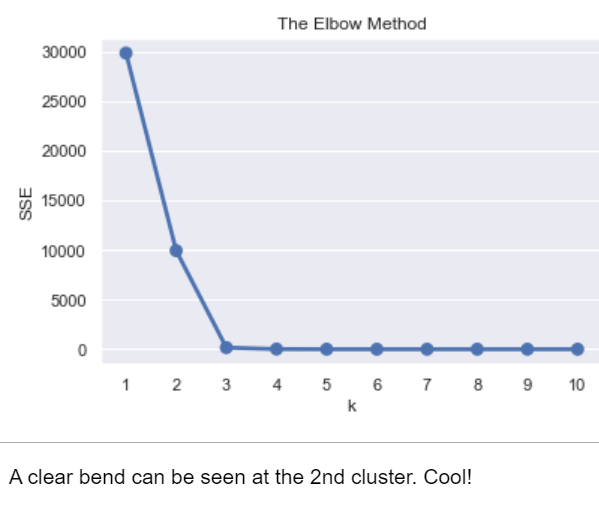 The Elbow Method
30000
25000
20000
15000
10000
5000
0
SSE
1 2 3 4 5 6 7 8 9 10
k
A clear bend can be seen at the 2nd cluster. Cool!